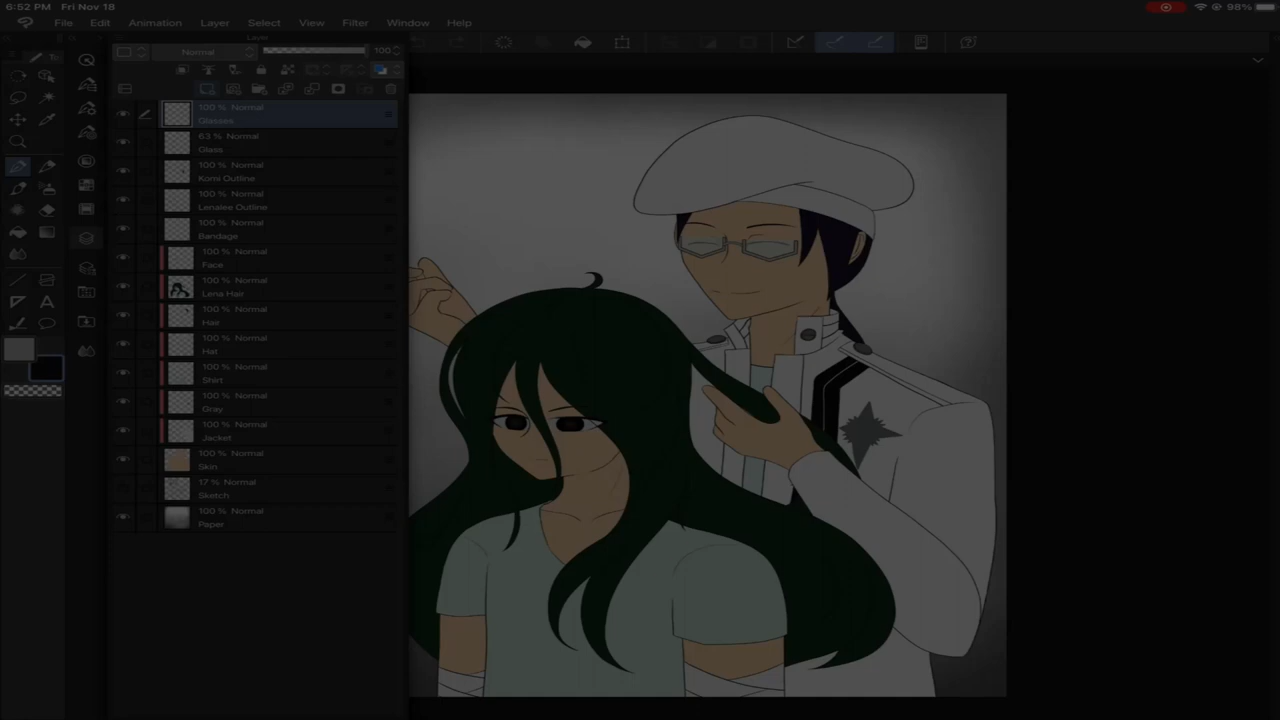 6:52 PM Fri Nov 18
98%
File Edit Animation Layer Select View Filter Window Help
Layer
Normal 100
100 % Normal
Glasses
63 % Normal
Glass
100 % Normal
Komi Outline
100 % Normal
Lenalee Outline
100 % Normal
Bandage
100 % Normal
Face
100 % Normal
Lena Hair
100 % Normal
Hair
100 % Normal
Hat
100 % Normal
Shirt
100 % Normal
Gray
100 % Normal
Jacket
100 % Normal
Skin
17 % Normal
Sketch
100 % Normal
Paper